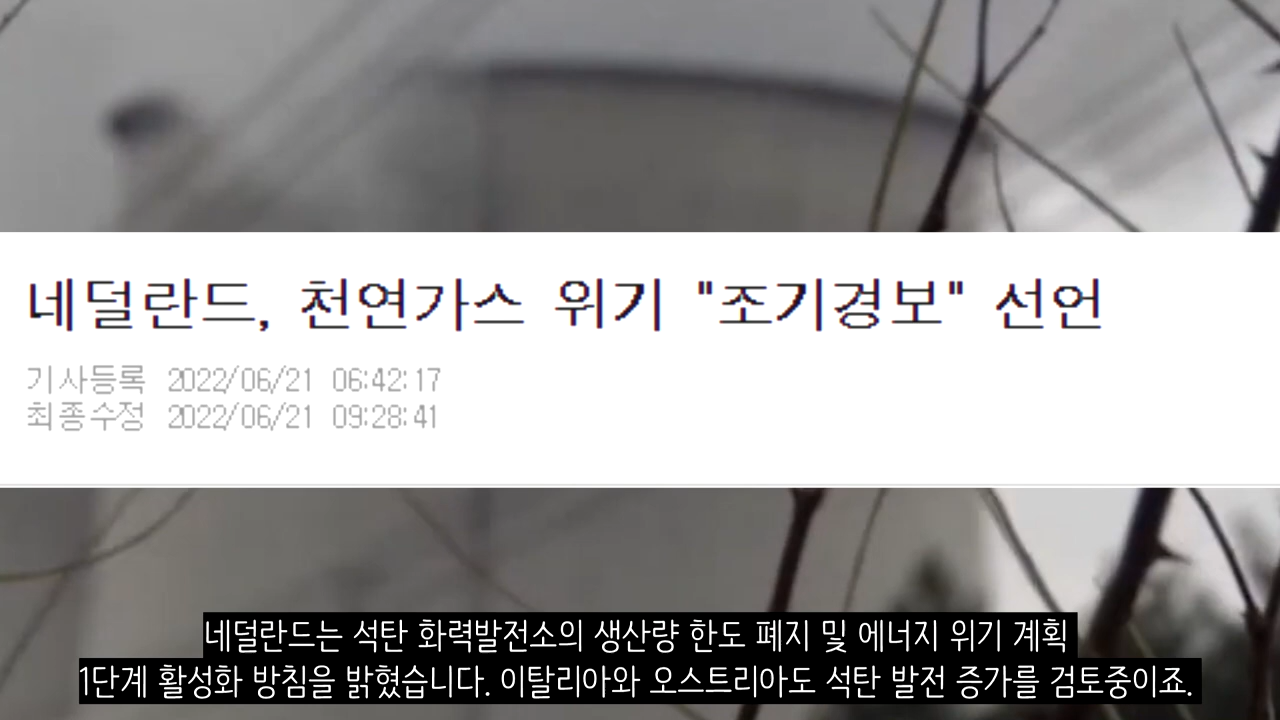 네덜란드, 천연가스 위기 "조기경보" 선언
기사등록 2022/06/21 06:42:17
최종수정 2022/06/21 09:28:41
네덜란드는 석탄 화력발전소의 생산량 한도 폐지 및 에너지 위기 계획
1단계 활성화 방침을 밝혔습니다. 이탈리아와 오스트리아도 석탄 발전 증가를 검토중이죠.